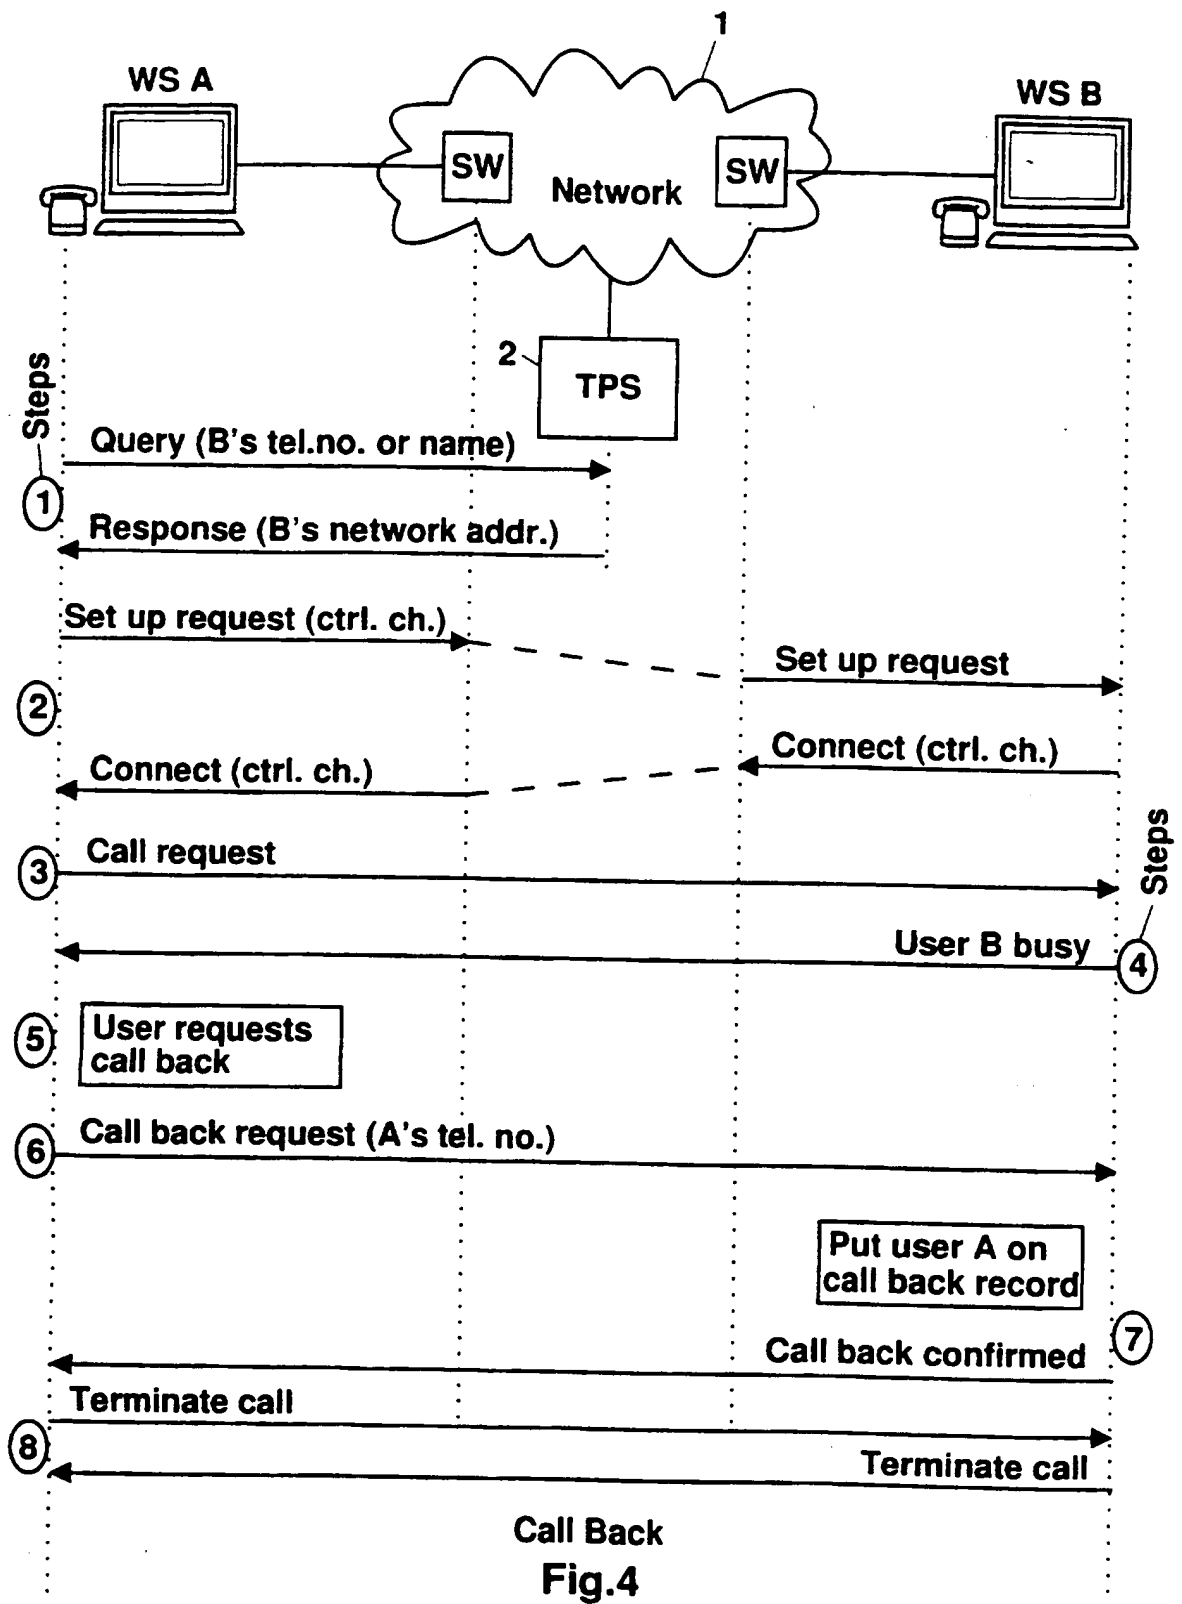 1
WS A
WS B
SW
SW
Network
2
TPS
Steps
Query (B's tel.no. or name)
1
Response (B's network addr.)
Set up request (ctrl. ch.)
Set up request
2
Connect (ctrl. ch.)
Connect (ctrl. ch.)
Steps
3
Call request
User B busy
4
5
User requests
call back
6
Call back request (A's tel. no.)
Put user A on
call back record
7
Call back confirmed
Terminate call
8
Terminate call
Call Back
Fig.4